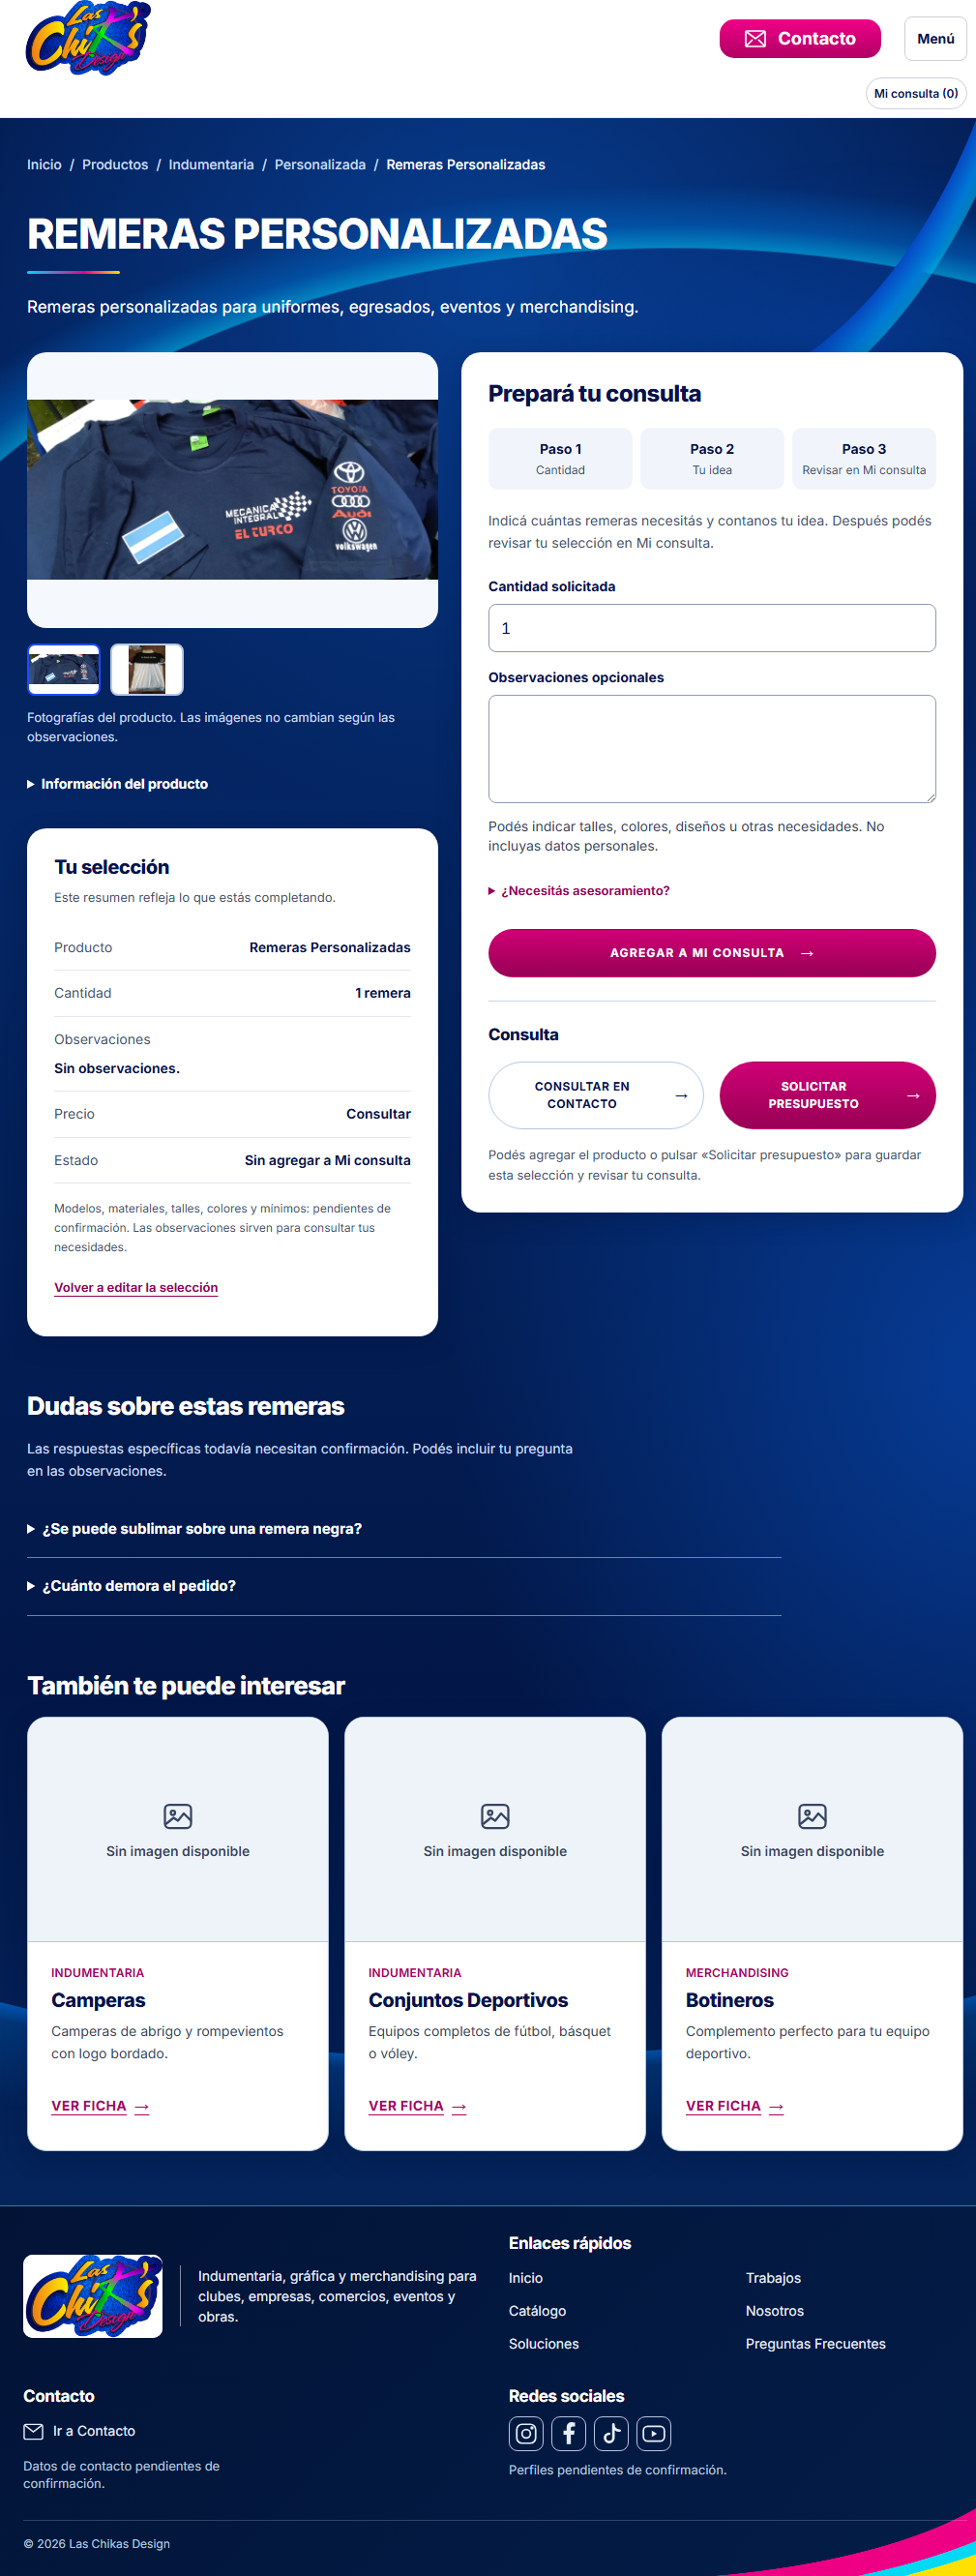 Las
Chik's
Design
Contacto
Menú
Mi consulta (0)
Inicio / Productos / Indumentaria / Personalizada / Remeras Personalizadas
REMERAS PERSONALIZADAS
Remeras personalizadas para uniformes, egresados, eventos y merchandising.
MECANICA
INTEGRAL
EL TURCO
TOYOTA
Audi
volkswagen
Fotografías del producto. Las imágenes no cambian según las
observaciones.
Información del producto
Tu selección
Este resumen refleja lo que estás completando.
Producto Remeras Personalizadas
Cantidad 1 remera
Observaciones
Sin observaciones.
Precio Consultar
Estado Sin agregar a Mi consulta
Modelos, materiales, talles, colores y mínimos: pendientes de
confirmación. Las observaciones sirven para consultar tus
necesidades.
Volver a editar la selección
Prepará tu consulta
Paso 1
Cantidad
Paso 2
Tu idea
Paso 3
Revisar en Mi consulta
Indicá cuántas remeras necesitás y contanos tu idea. Después podés
revisar tu selección en Mi consulta.
Cantidad solicitada
1
Observaciones opcionales
Podés indicar talles, colores, diseños u otras necesidades. No
incluyas datos personales.
¿Necesitás asesoramiento?
AGREGAR A MI CONSULTA →
Consulta
CONSULTAR EN
CONTACTO →
SOLICITAR
PRESUPUESTO →
Podés agregar el producto o pulsar «Solicitar presupuesto» para guardar
esta selección y revisar tu consulta.
Dudas sobre estas remeras
Las respuestas específicas todavía necesitan confirmación. Podés incluir tu pregunta
en las observaciones.
¿Se puede sublimar sobre una remera negra?
¿Cuánto demora el pedido?
También te puede interesar
Sin imagen disponible
INDUMENTARIA
Camperas
Camperas de abrigo y rompevientos
con logo bordado.
VER FICHA →
Sin imagen disponible
INDUMENTARIA
Conjuntos Deportivos
Equipos completos de fútbol, básquet
o vóley.
VER FICHA →
Sin imagen disponible
MERCHANDISING
Botineros
Complemento perfecto para tu equipo
deportivo.
VER FICHA →
Las
Chik's
Design
Indumentaria, gráfica y merchandising para
clubes, empresas, comercios, eventos y
obras.
Enlaces rápidos
Inicio
Catálogo
Soluciones
Trabajos
Nosotros
Preguntas Frecuentes
Contacto
Ir a Contacto
Datos de contacto pendientes de
confirmación.
Redes sociales
Perfiles pendientes de confirmación.
© 2026 Las Chikas Design